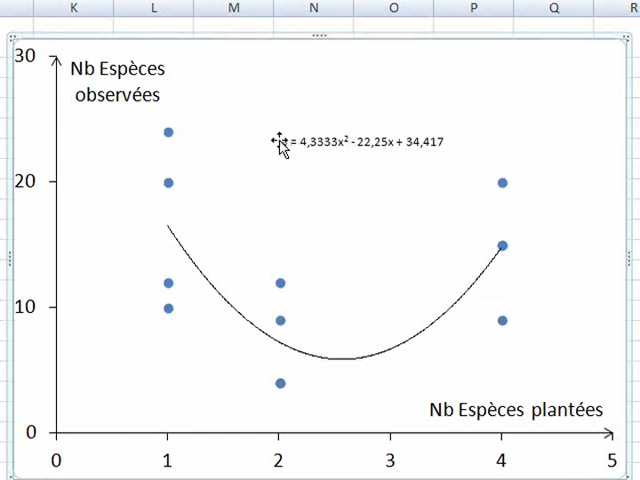 K L M N O P Q R
30
Nb Espèces
observées
= 4,3333x² - 22,25x + 34,417
20
10
Nb Espèces plantées
0
0 1 2 3 4 5